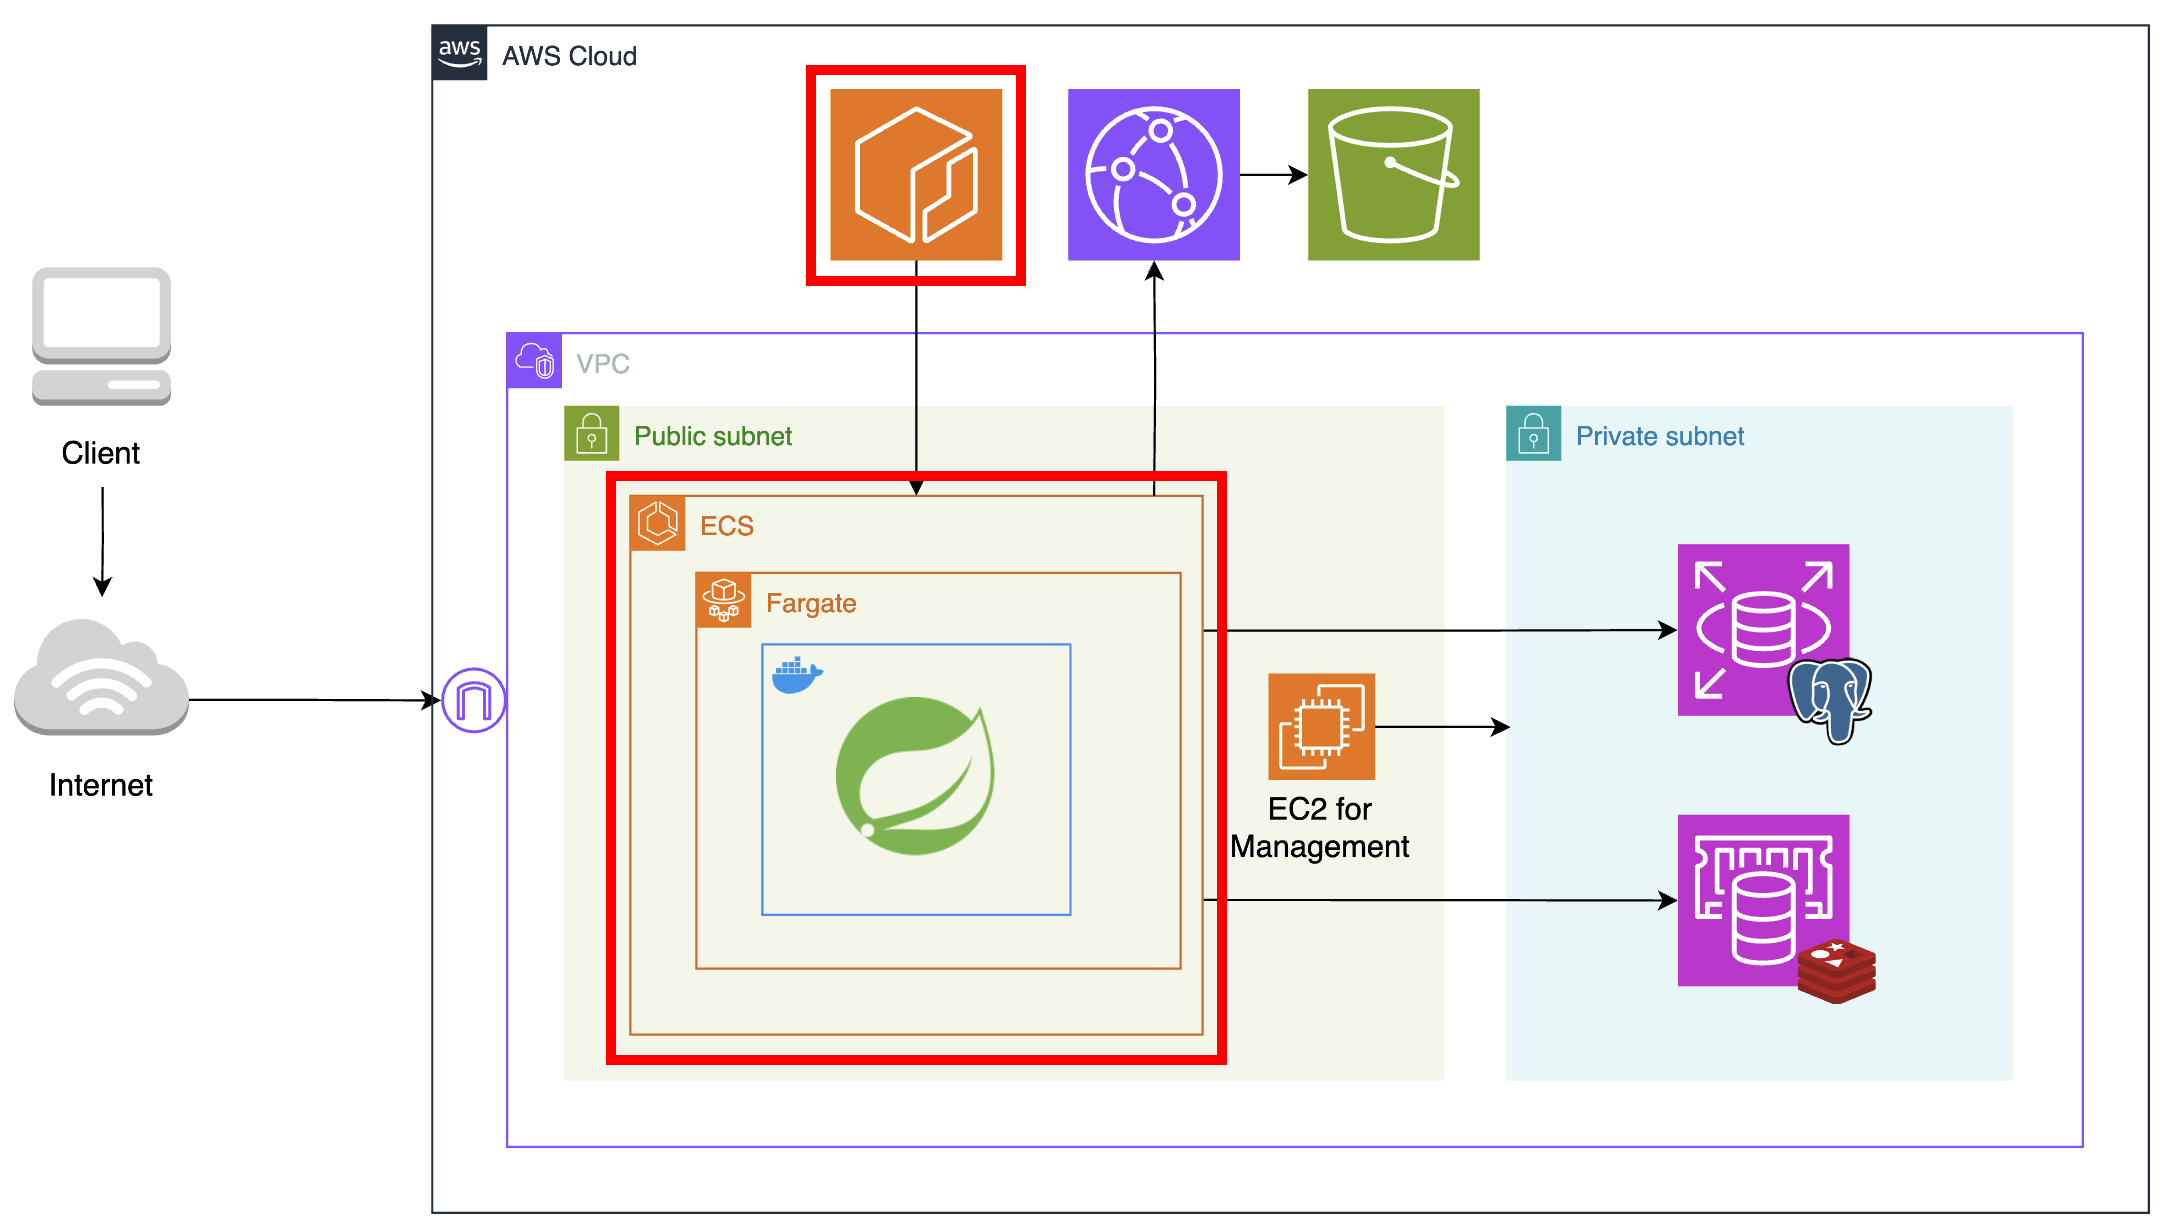 aws
AWS Cloud
VPC
Client
Public subnet
Private subnet
ECS
Fargate
Internet
EC2 for
Management